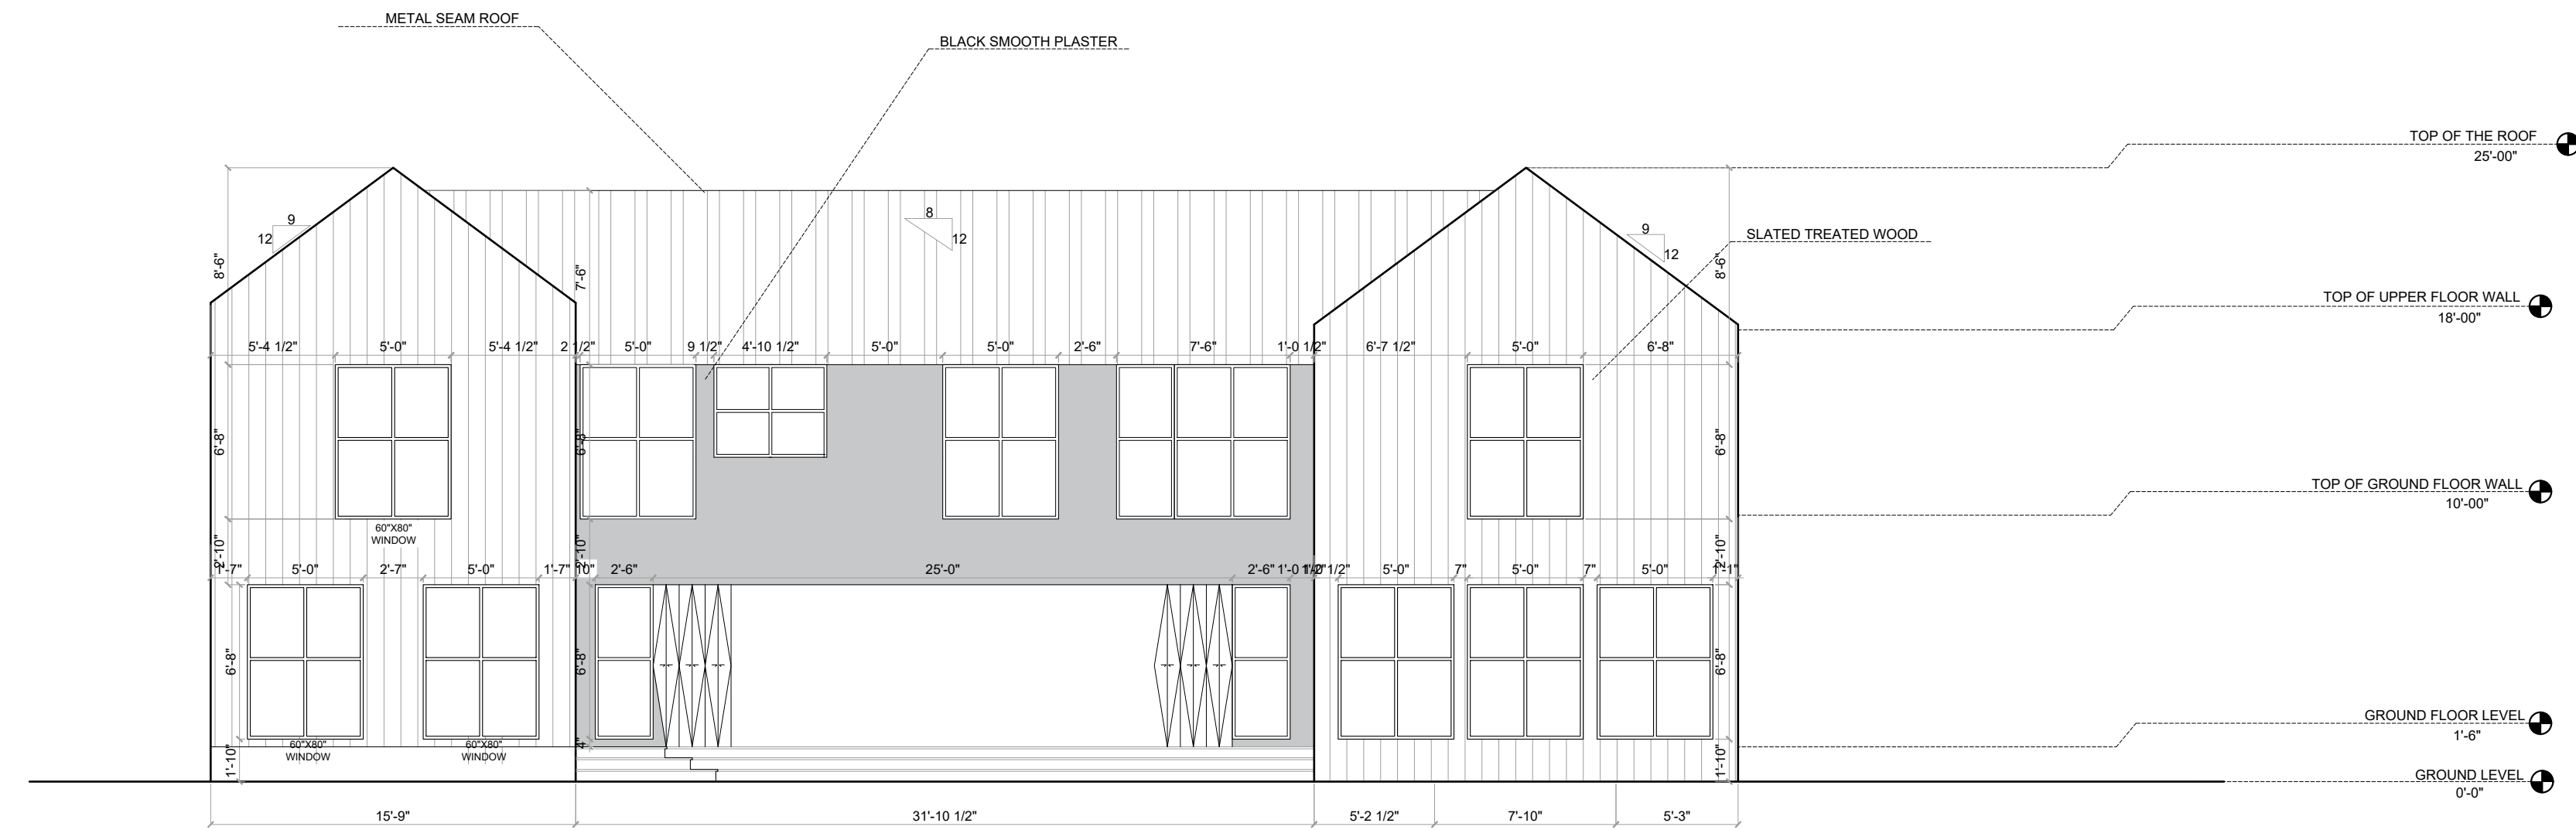 METAL SEAM ROOF
BLACK SMOOTH PLASTER
TOP OF THE ROOF
25'-00"
9
12
8
12
9
12
SLATED TREATED WOOD
8'-6"
7'-6"
8'-6"
TOP OF UPPER FLOOR WALL
18'-00"
5'-4 1/2" 5'-0" 5'-4 1/2" 2 1/2" 5'-0" 9 1/2" 4'-10 1/2" 5'-0" 5'-0" 2'-6" 7'-6" 1'-0 1/2" 6'-7 1/2" 5'-0" 6'-8"
6'-8"
6'-8"
6'-8"
TOP OF GROUND FLOOR WALL
10'-00"
60"X80"
WINDOW
2'-10"
2'-10"
2'-10"
1'-7" 5'-0" 2'-7" 5'-0" 1'-7" 10" 2'-6" 25'-0" 2'-6" 1'-0 1/2" 5'-0" 7" 5'-0" 7" 5'-0" 1'-1"
6'-8"
6'-8"
6'-8"
GROUND FLOOR LEVEL
1'-6"
60"X80"
WINDOW
60"X80"
WINDOW
4"
1'-10"
1'-10"
GROUND LEVEL
0'-0"
15'-9" 31'-10 1/2" 5'-2 1/2" 7'-10" 5'-3"